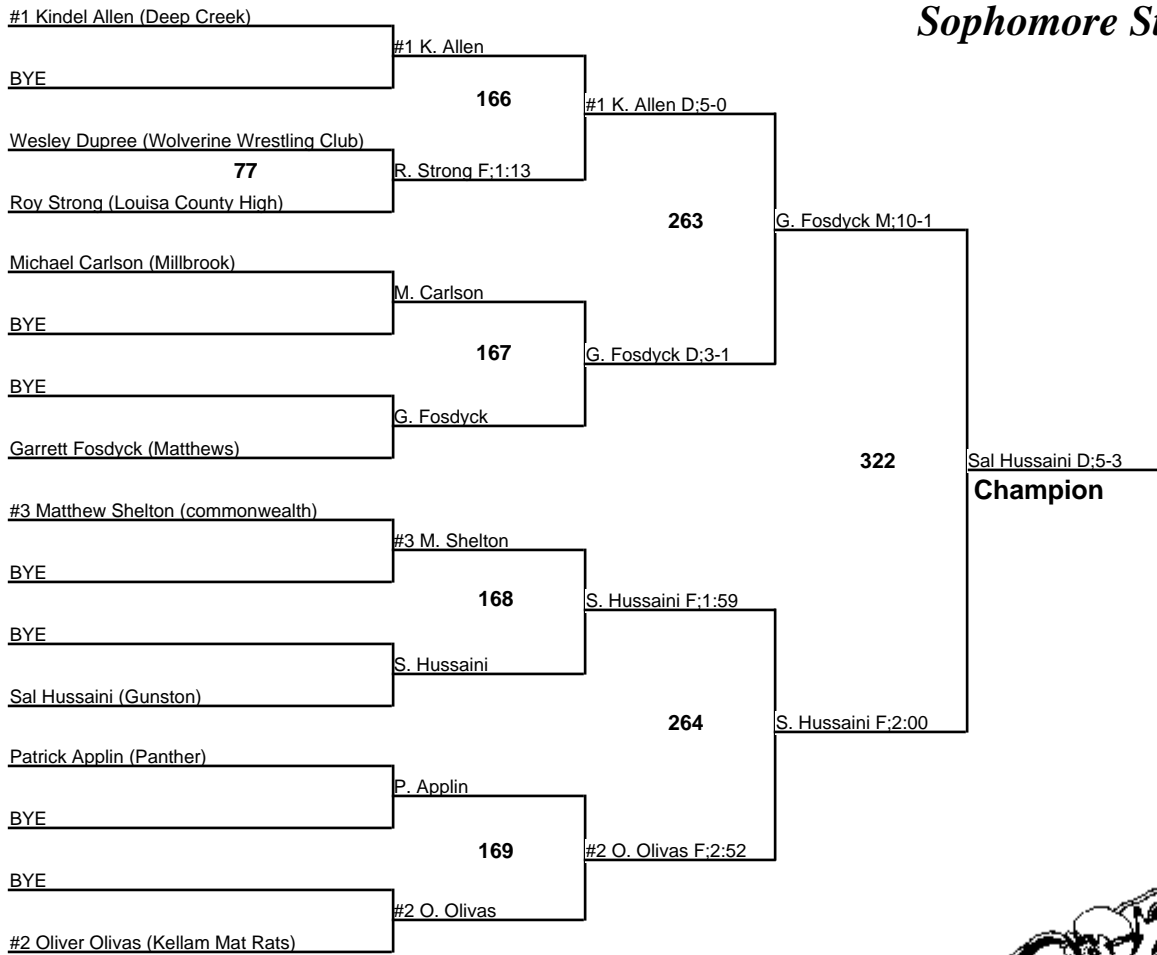 Sophomore St
#1 Kindel Allen (Deep Creek)
#1 K. Allen
BYE
166
#1 K. Allen D;5-0
Wesley Dupree (Wolverine Wrestling Club)
77
R. Strong F;1:13
Roy Strong (Louisa County High)
263
G. Fosdyck M;10-1
Michael Carlson (Millbrook)
M. Carlson
BYE
167
G. Fosdyck D;3-1
BYE
G. Fosdyck
Garrett Fosdyck (Matthews)
322
Sal Hussaini D;5-3
Champion
#3 Matthew Shelton (commonwealth)
#3 M. Shelton
BYE
168
S. Hussaini F;1:59
BYE
S. Hussaini
Sal Hussaini (Gunston)
264
S. Hussaini F;2:00
Patrick Applin (Panther)
P. Applin
BYE
169
#2 O. Olivas F;2:52
BYE
#2 O. Olivas
#2 Oliver Olivas (Kellam Mat Rats)